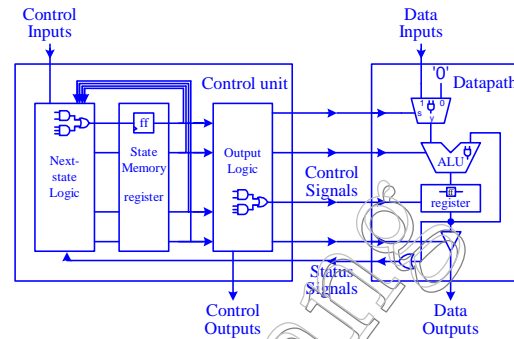 Control
Inputs
Data
Inputs
'0'
Control unit
Datapath
1
0
s
y
ff
Next-
state
Logic
State
Memory
register
Output
Logic
ALU
Control
Signals
ff
register
Status
Signals
Control
Outputs
Data
Outputs